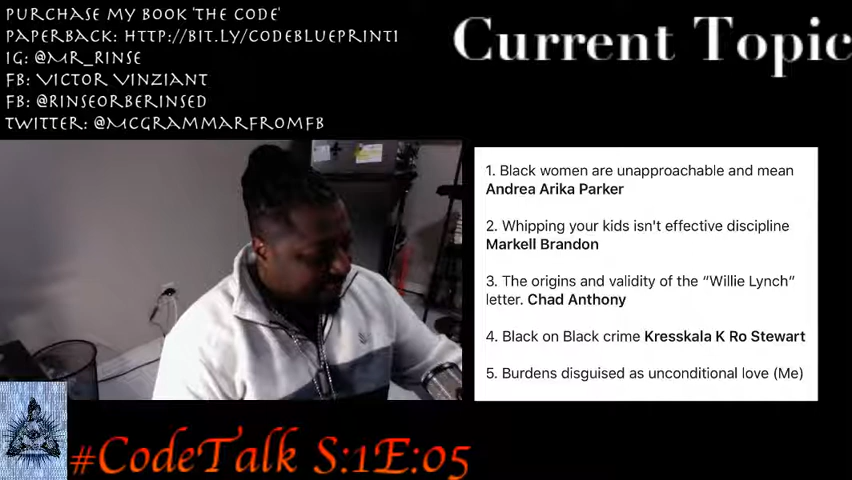 PURCHASE MY BOOK 'THE CODE'
PAPERBACK: HTTP://BIT.LY/CODEBLUEPRINT1
IG: @MR_RINSE
FB: VICTOR VINZIANT
FB: @RINSEORBERINSED
TWITTER: @MCGRAMMARFROMFB
Current Topic
1. Black women are unapproachable and mean
Andrea Arika Parker
2. Whipping your kids isn't effective discipline
Markell Brandon
3. The origins and validity of the “Willie Lynch”
letter. Chad Anthony
4. Black on Black crime Kresskala K Ro Stewart
5. Burdens disguised as unconditional love (Me)
#CodeTalk S:1E:05